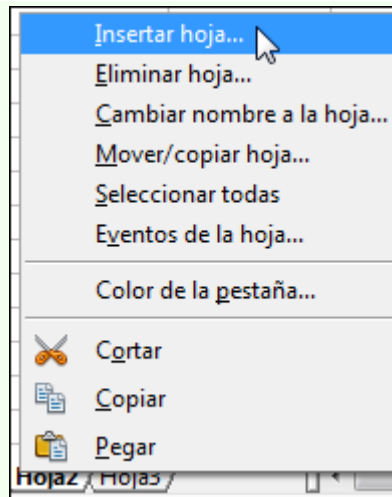 Insertar hoja...
Eliminar hoja...
Cambiar nombre a la hoja...
Mover/copiar hoja...
Seleccionar todas
Eventos de la hoja...
Color de la pestaña...
Cortar
Copiar
Pegar
Hoja2 Hoja3